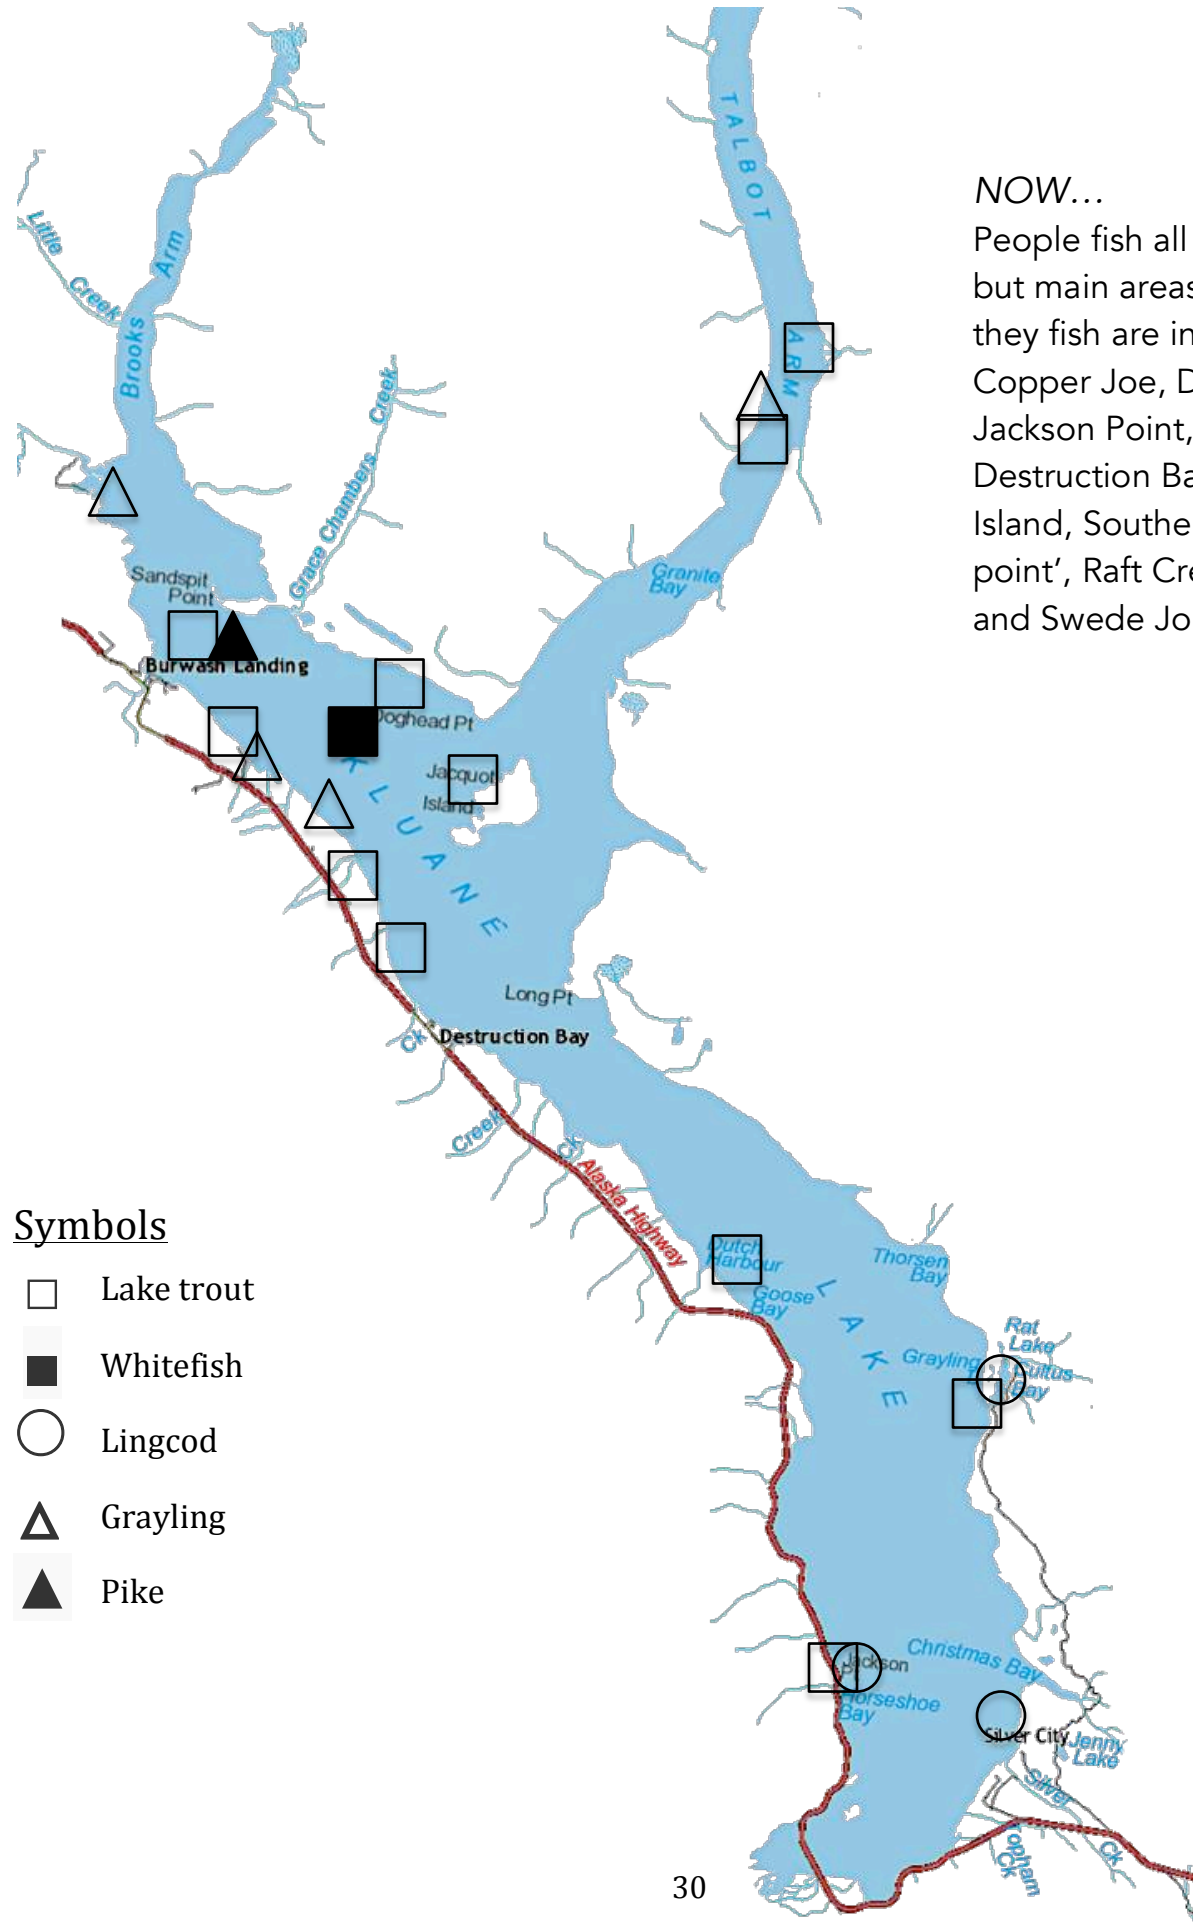 TALBOT
ARM
NOW...
People fish all
but main areas
they fish are in
Copper Joe, D
Jackson Point,
Destruction Ba
Island, Southe
point’, Raft Cre
and Swede Jo
Little
Creek
Brooks
Arm
Grace Chambers
Creek
Granite
Bay
Sandspit
Point
Burwash Landing
Doghead Pt
Jacquot
Island
KLUANE
Long Pt
Destruction Bay
Ck
Creek
Ck
Alaska Highway
Dutch
Harbour
Goose
Bay
LAKE
Thorsen
Bay
Rat
Lake
Grayling
Cultus
Bay
Christmas Bay
Jackson
Horseshoe
Bay
Silver City
Jenny
Lake
Silver
Ck
Topham
Ck
Symbols
Lake trout
Whitefish
Lingcod
Grayling
Pike
30